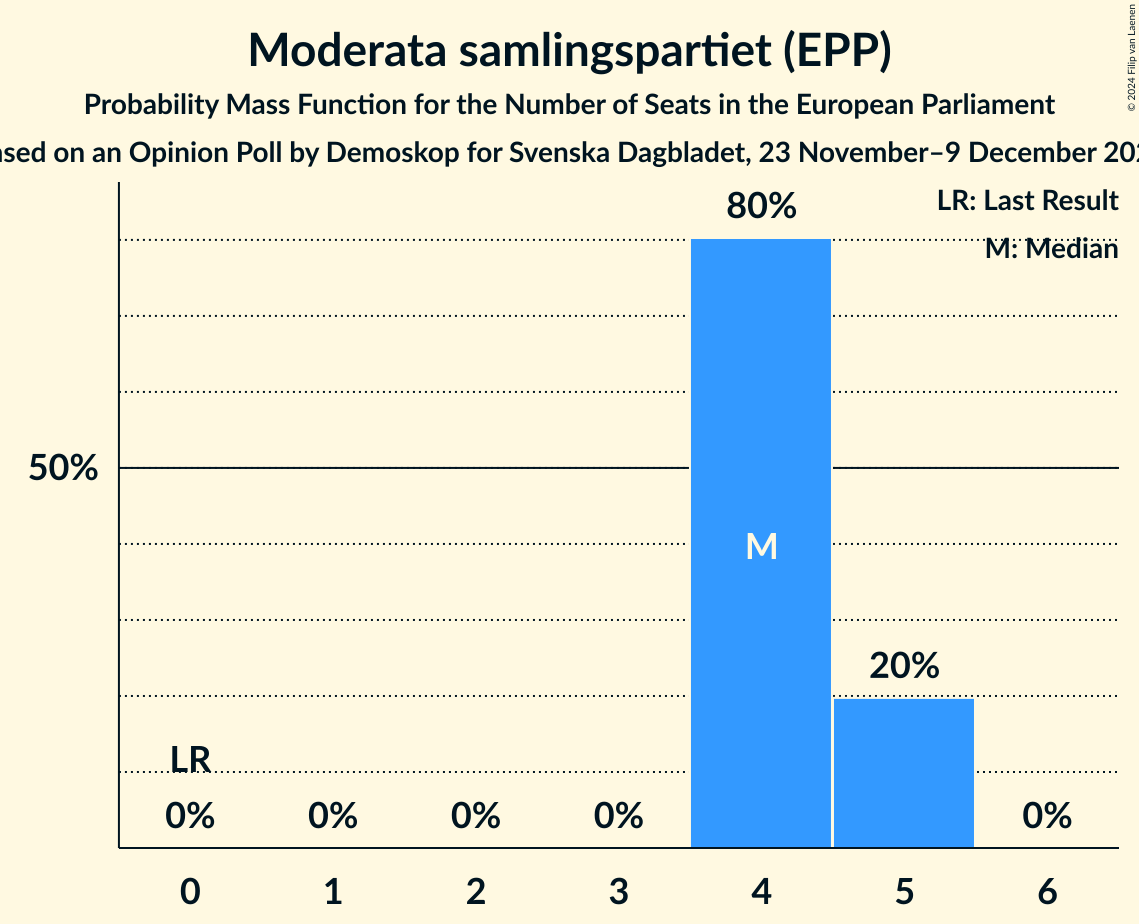 Moderata samlingspartiet (EPP)
Probability Mass Function for the Number of Seats in the European Parliament
on an Opinion Poll by Demoskop for Svenska Dagbladet, 23 November–9 December
© 2024 Filip van Laenen
LR: Last Result
M: Median
80%
50%
M
20%
LR
0% 0% 0% 0% 0%
0 1 2 3 4 5 6